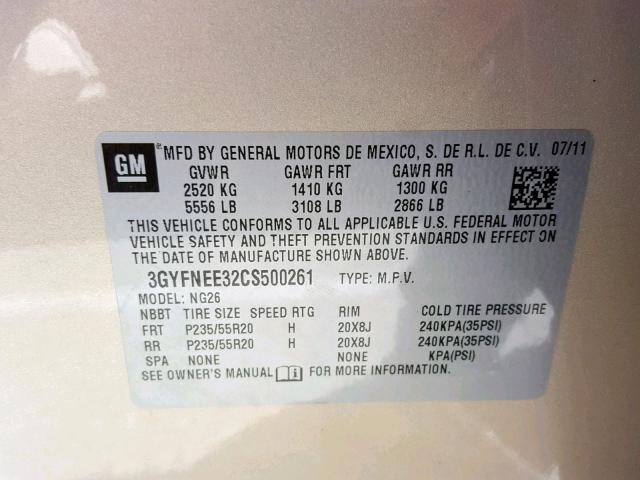 GM ® MFD BY GENERAL MOTORS DE MEXICO, S. DE R.L. DE C.V. 07/11
GVWR GAWR FRT GAWR RR
2520 KG 1410 KG 1300 KG
5556 LB 3108 LB 2866 LB
THIS VEHICLE CONFORMS TO ALL APPLICABLE U.S. FEDERAL MOTOR
VEHICLE SAFETY AND THEFT PREVENTION STANDARDS IN EFFECT ON
THE DATE OF MANUFACTURE SHOWN ABOVE.
3GYFNEE32CS500261 TYPE: M.P.V.
MODEL: NG26
NBBT TIRE SIZE SPEED RTG RIM COLD TIRE PRESSURE
FRT P235/55R20 H 20X8J 240KPA(35PSI)
RR P235/55R20 H 20X8J 240KPA(35PSI)
SPA NONE NONE KPA(PSI)
SEE OWNER'S MANUAL i FOR MORE INFORMATION.